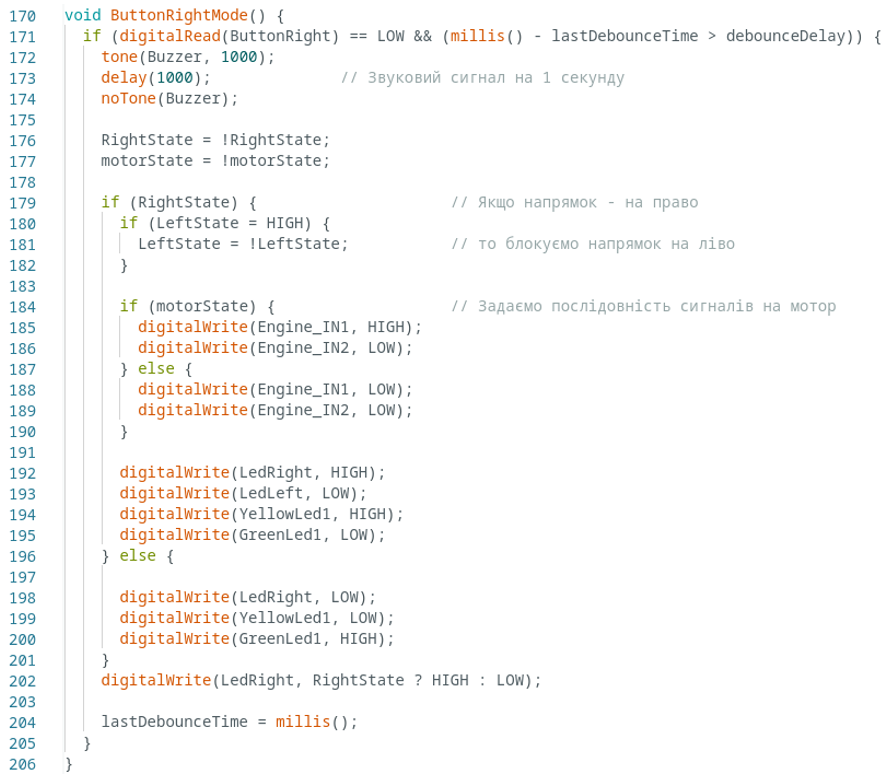 170 void ButtonRightMode() {
171 if (digitalRead(ButtonRight) == LOW && (millis() - lastDebounceTime > debounceDelay)) {
172 tone(Buzzer, 1000);
173 delay(1000); // Звуковий сигнал на 1 секунду
174 noTone(Buzzer);
175
176 RightState = !RightState;
177 motorState = !motorState;
178
179 if (RightState) { // Якщо напрямок - на право
180 if (LeftState = HIGH) {
181 LeftState = !LeftState; // то блокуємо напрямок на ліво
182 }
183
184 if (motorState) { // Задаємо послідовність сигналів на мотор
185 digitalWrite(Engine_IN1, HIGH);
186 digitalWrite(Engine_IN2, LOW);
187 } else {
188 digitalWrite(Engine_IN1, LOW);
189 digitalWrite(Engine_IN2, LOW);
190 }
191
192 digitalWrite(LedRight, HIGH);
193 digitalWrite(LedLeft, LOW);
194 digitalWrite(YellowLed1, HIGH);
195 digitalWrite(GreenLed1, LOW);
196 } else {
197
198 digitalWrite(LedRight, LOW);
199 digitalWrite(YellowLed1, LOW);
200 digitalWrite(GreenLed1, HIGH);
201 }
202 digitalWrite(LedRight, RightState ? HIGH : LOW);
203
204 lastDebounceTime = millis();
205 }
206 }